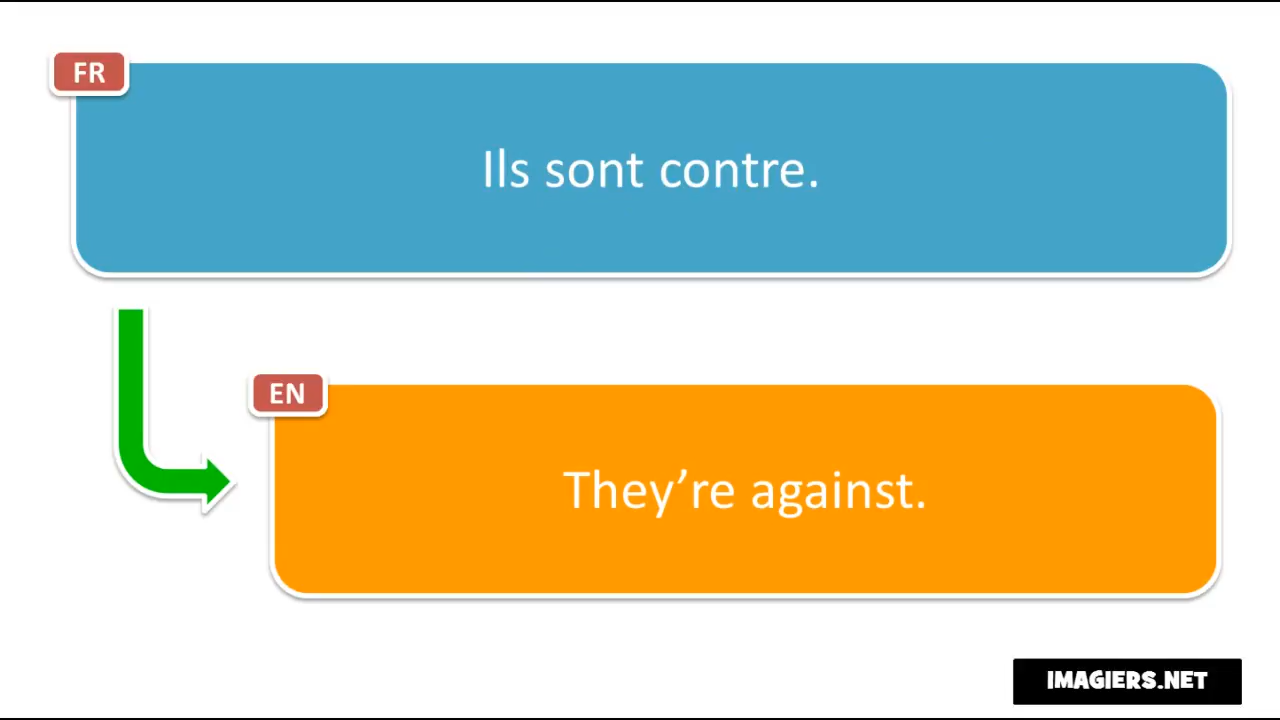 FR
Ils sont contre.
EN
They’re against.
IMAGIERS.NET